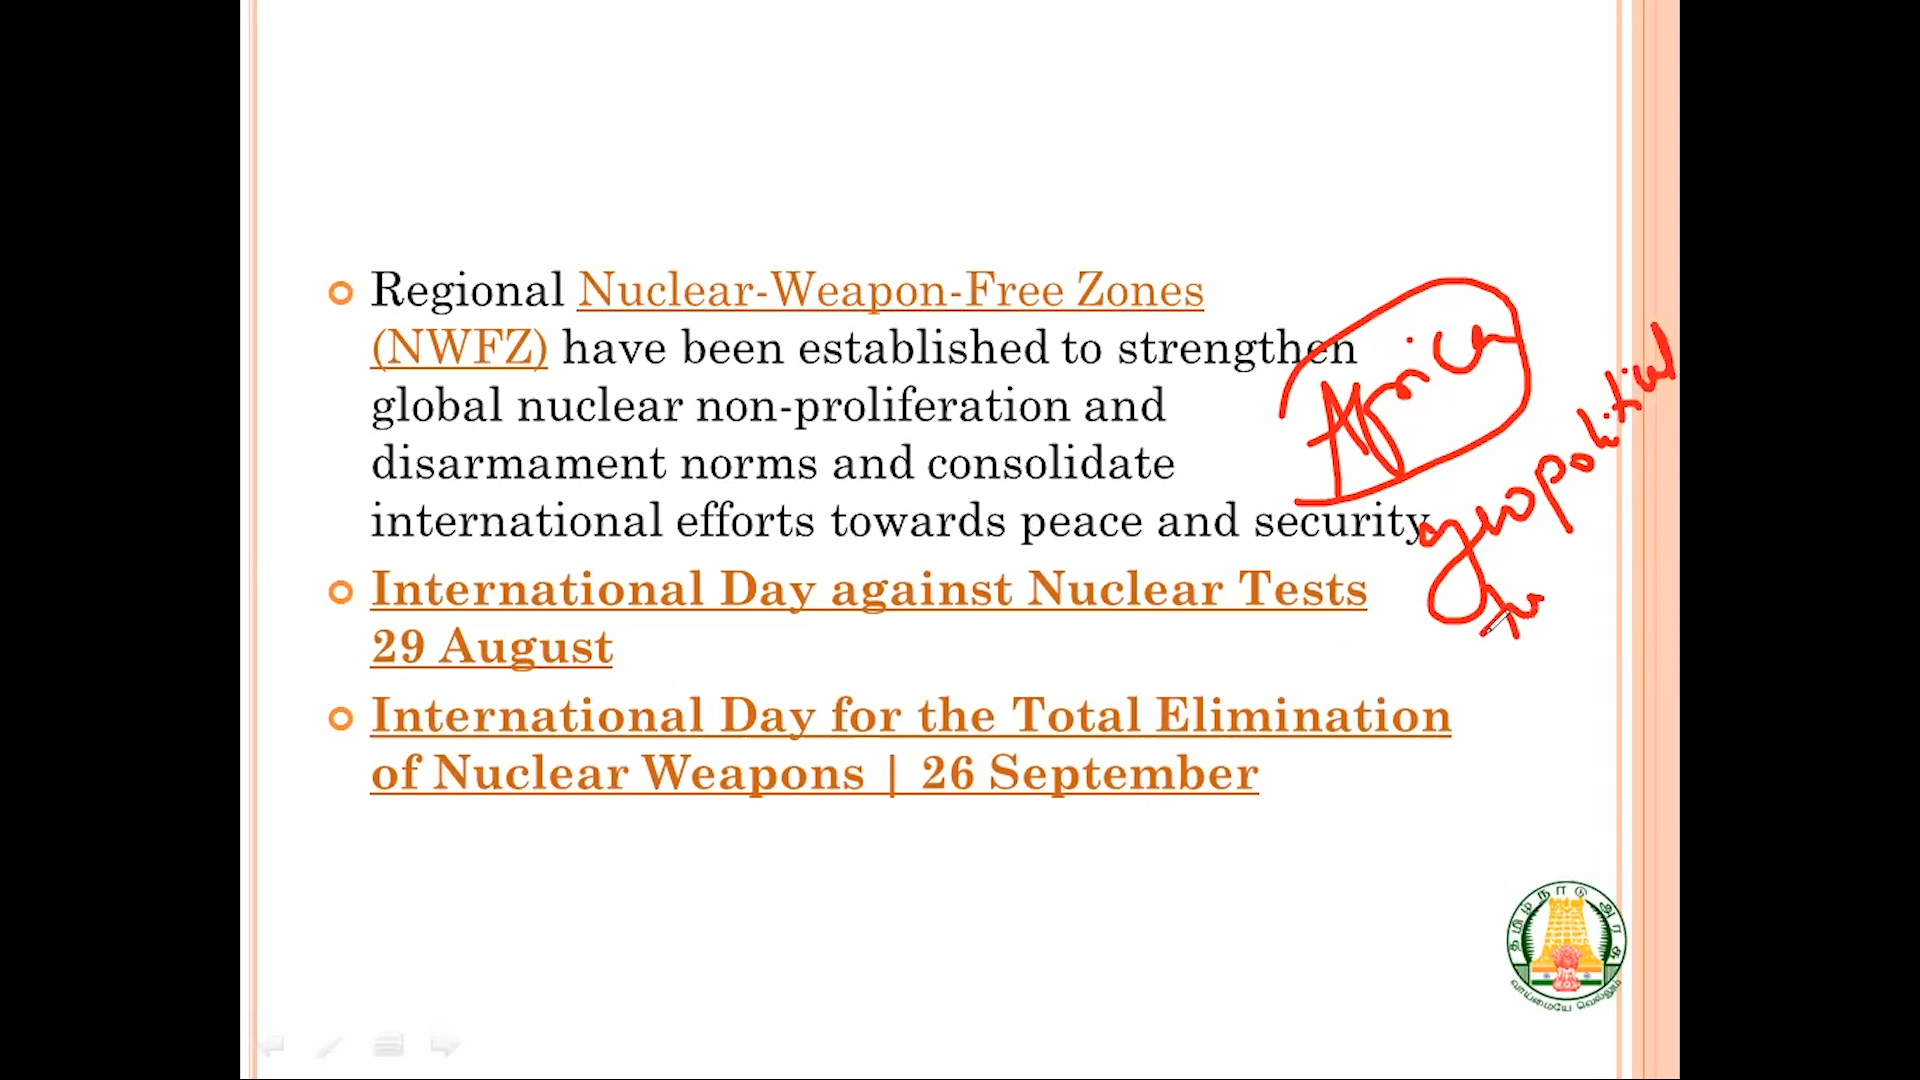 Regional Nuclear-Weapon-Free Zones
(NWFZ) have been established to strengthen
global nuclear non-proliferation and
disarmament norms and consolidate
international efforts towards peace and security
International Day against Nuclear Tests
29 August
International Day for the Total Elimination
of Nuclear Weapons | 26 September
Africa
geopolitical
தமிழ்நாடு அரசு
வாய்மையே வெல்லும்